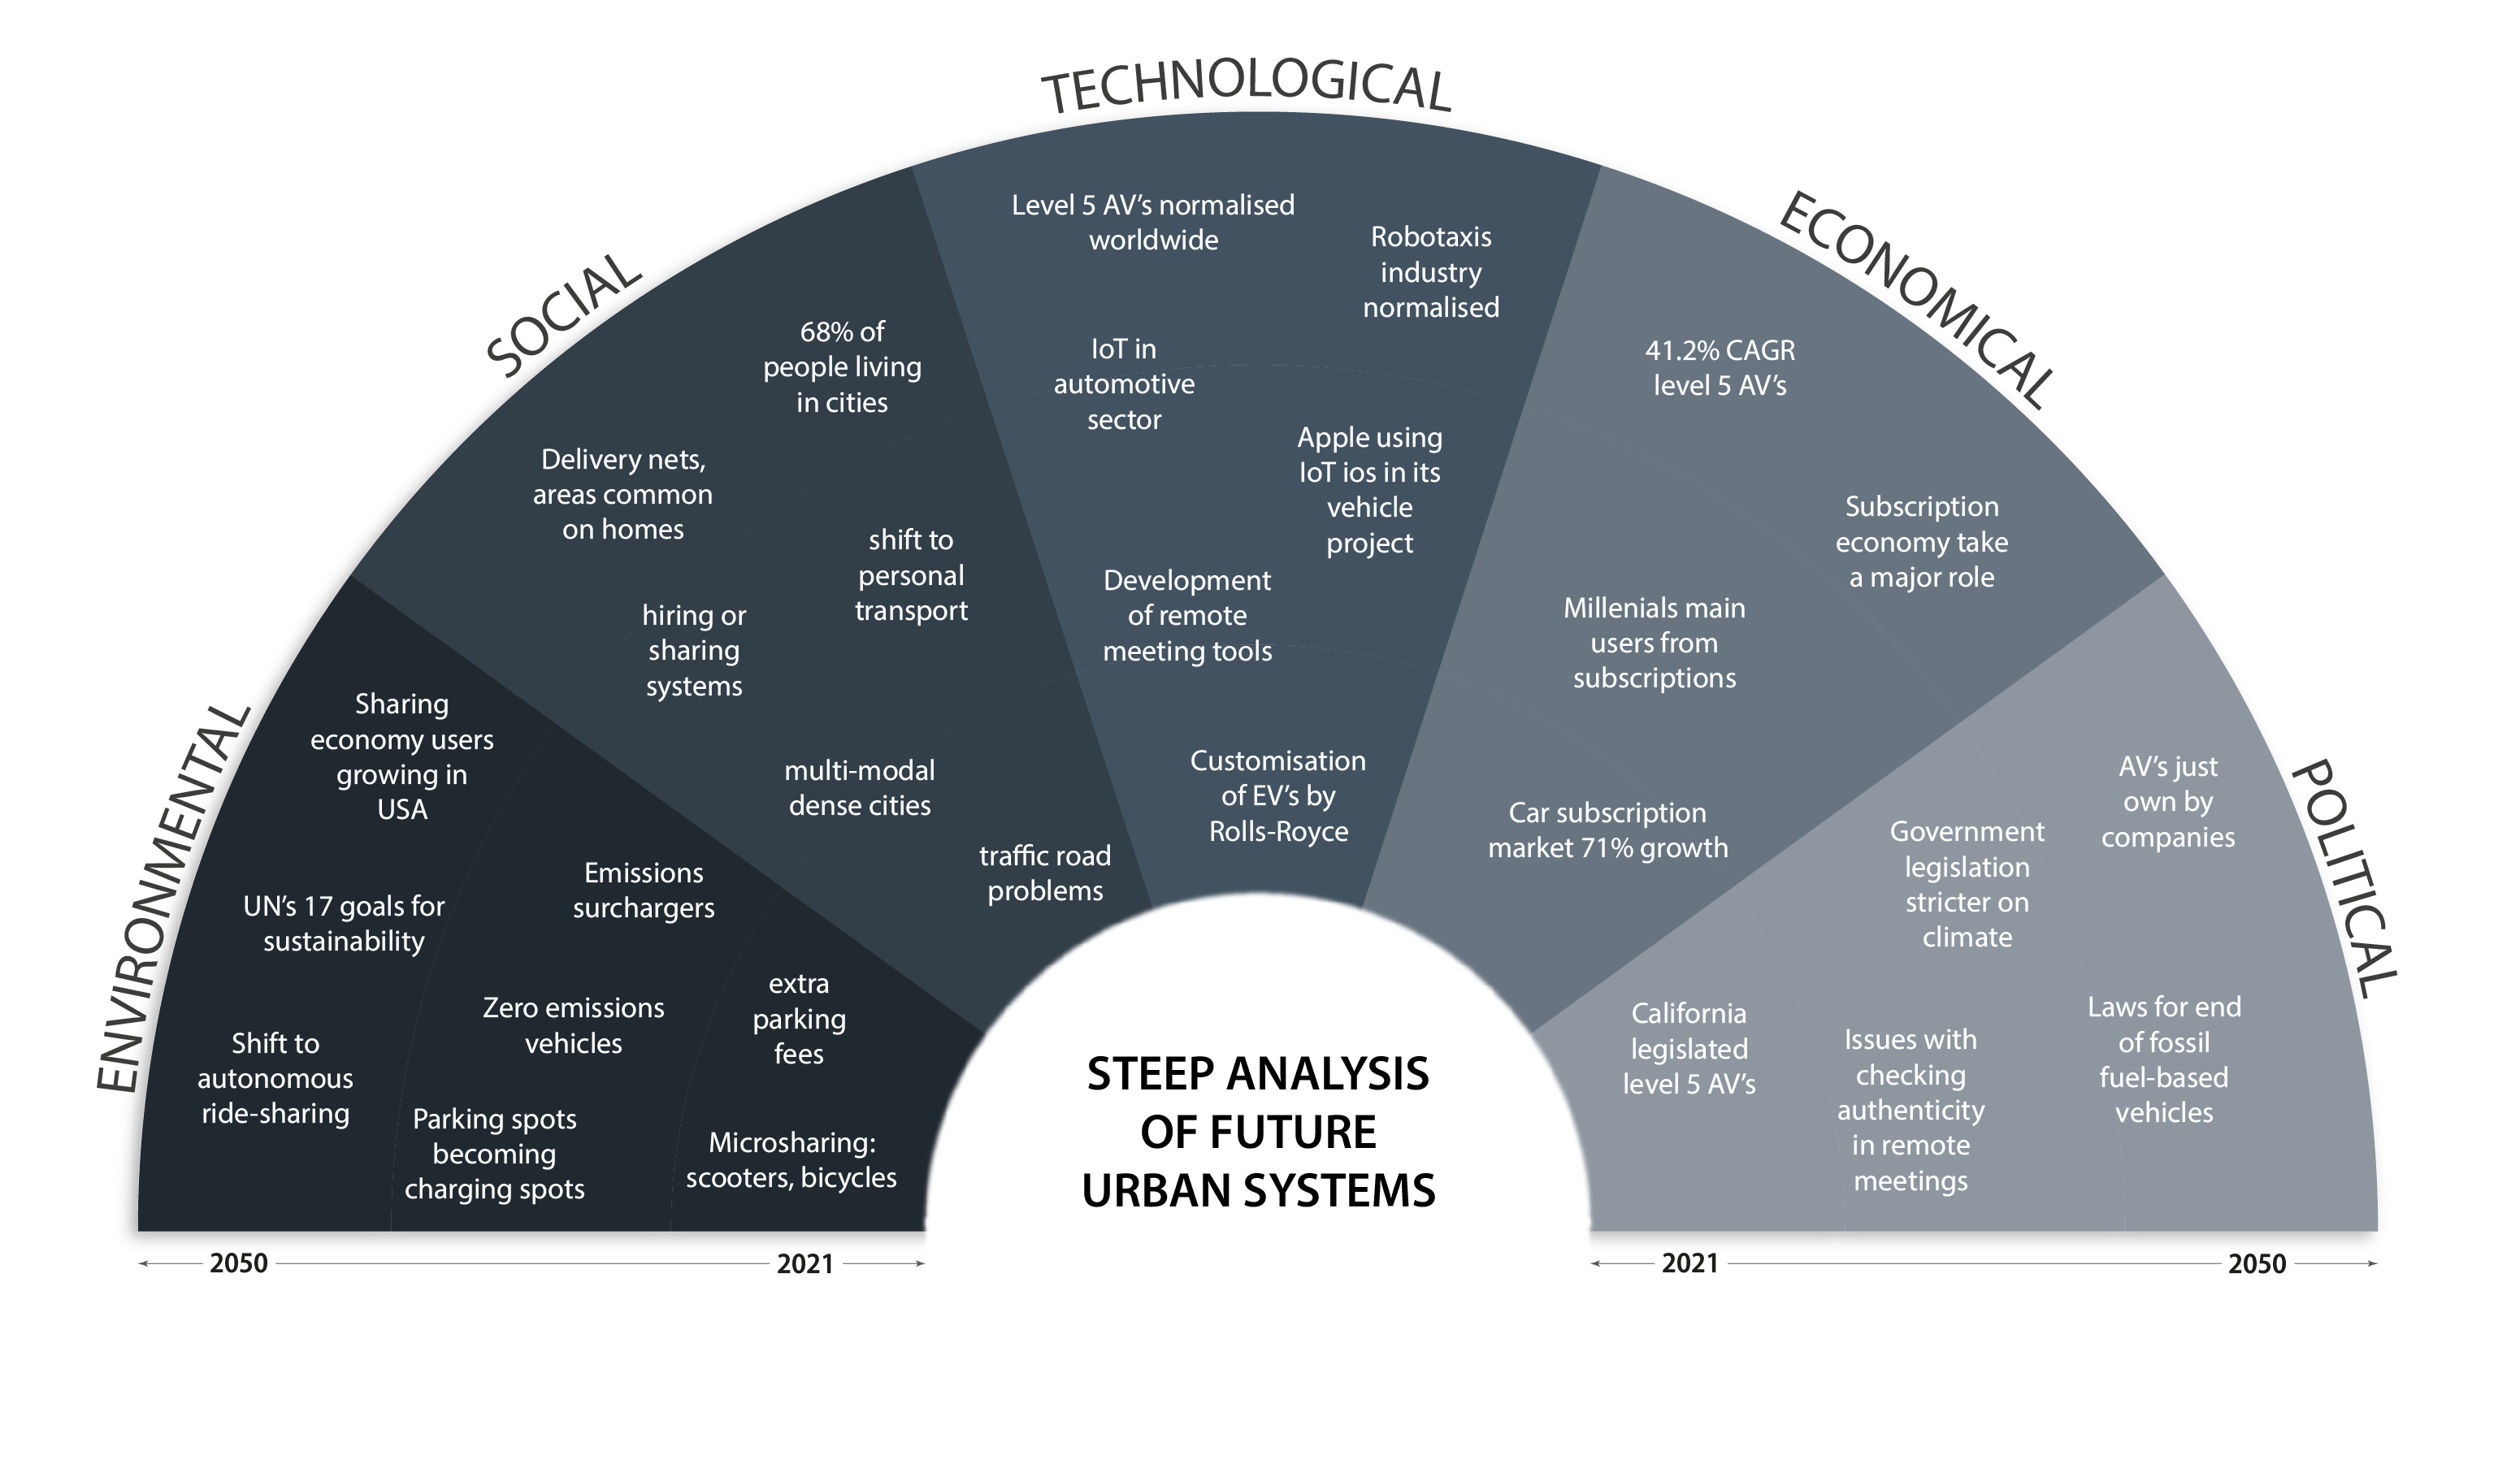 TECHNOLOGICAL
SOCIAL
ECONOMICAL
ENVIRONMENTAL
POLITICAL
Level 5 AV’s normalised
worldwide
Robotaxis
industry
normalised
IoT in
automotive
sector
Apple using
IoT ios in its
vehicle
project
Development
of remote
meeting tools
Customisation
of EV’s by
Rolls-Royce
68% of
people living
in cities
Delivery nets,
areas common
on homes
shift to
personal
transport
hiring or
sharing
systems
multi-modal
dense cities
traffic road
problems
41.2% CAGR
level 5 AV’s
Subscription
economy take
a major role
Millenials main
users from
subscriptions
Car subscription
market 71% growth
Sharing
economy users
growing in
USA
UN’s 17 goals for
sustainability
Shift to
autonomous
ride-sharing
Emissions
surchargers
Zero emissions
vehicles
Parking spots
becoming
charging spots
extra
parking
fees
Microsharing:
scooters, bicycles
AV’s just
own by
companies
Government
legislation
stricter on
climate
Laws for end
of fossil
fuel-based
vehicles
California
legislated
level 5 AV’s
Issues with
checking
authenticity
in remote
meetings
STEEP ANALYSIS
OF FUTURE
URBAN SYSTEMS
2050
2021
2021
2050